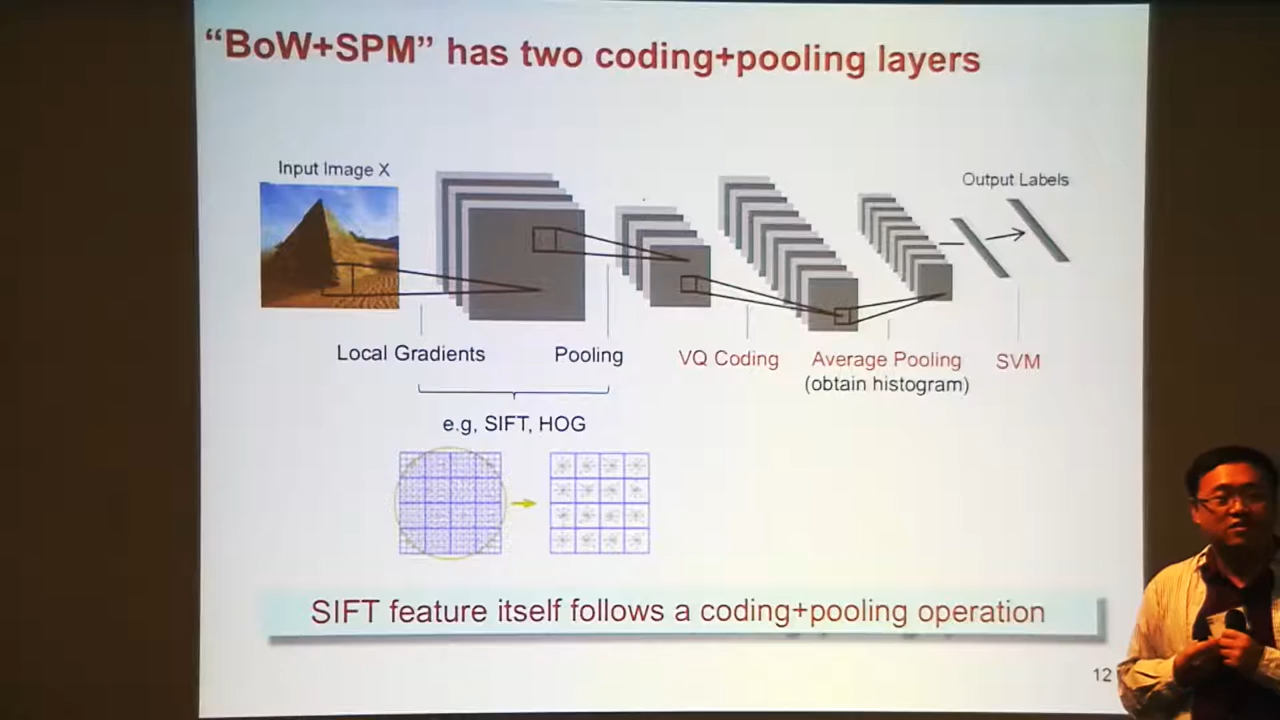 “BoW+SPM” has two coding+pooling layers
Input Image X
Output Labels
Local Gradients
Pooling
VQ Coding
Average Pooling
(obtain histogram)
SVM
e.g, SIFT, HOG
SIFT feature itself follows a coding+pooling operation
12